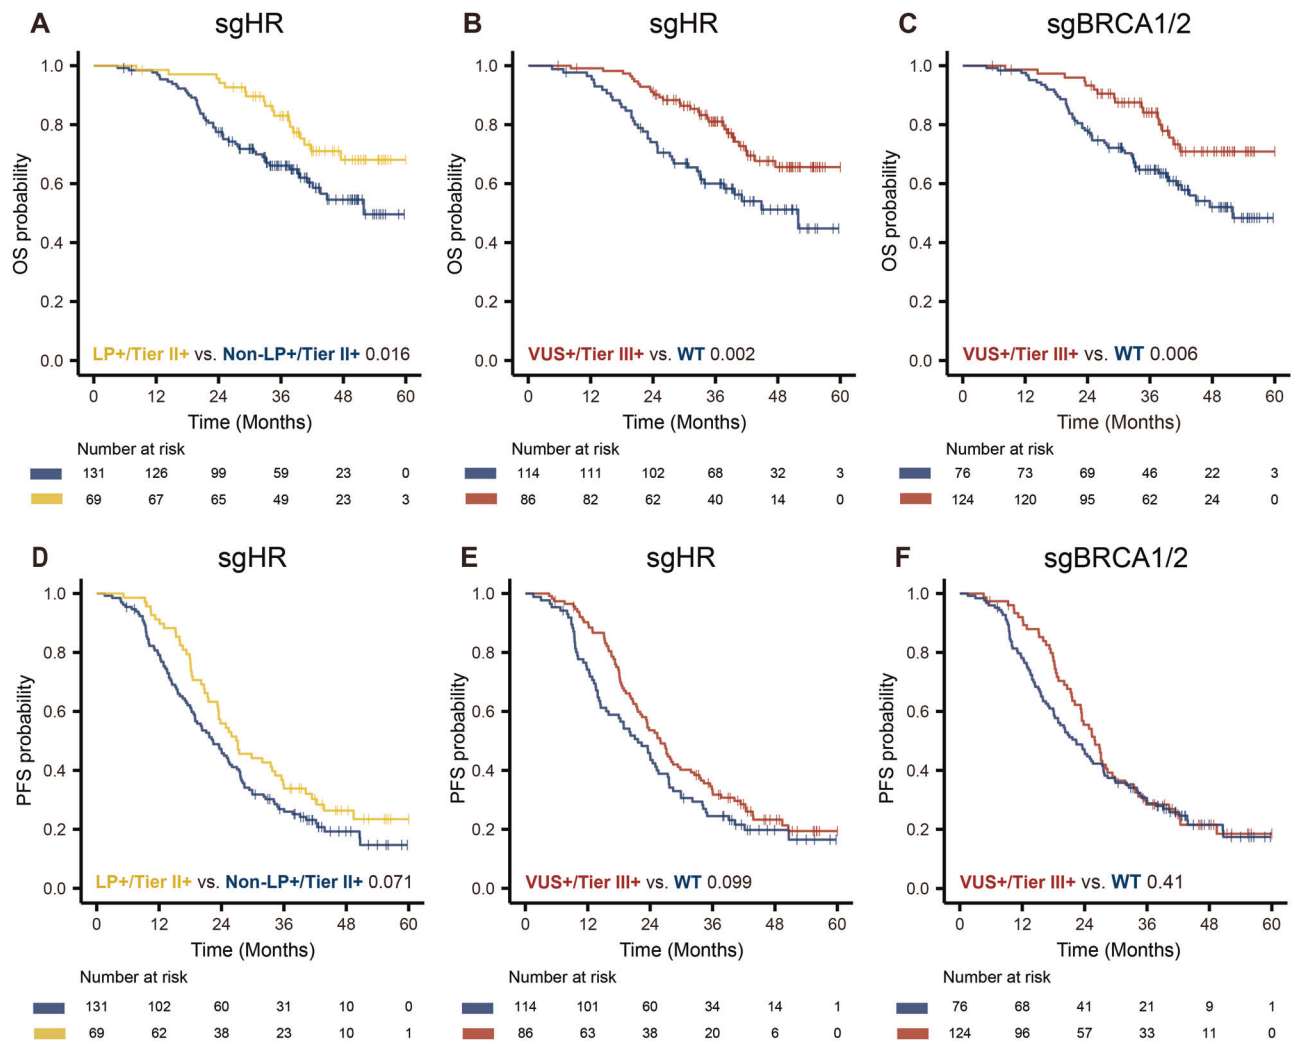 A
sgHR
OS probability
1.0
0.8
0.6
0.4
0.2
0.0
LP+/Tier II+ vs. Non-LP+/Tier II+ 0.016
0 12 24 36 48 60
Time (Months)
Number at risk
131 126 99 59 23 0
69 67 65 49 23 3
B
sgHR
OS probability
1.0
0.8
0.6
0.4
0.2
0.0
VUS+/Tier III+ vs. WT 0.002
0 12 24 36 48 60
Time (Months)
Number at risk
114 111 102 68 32 3
86 82 62 40 14 0
C
sgBRCA1/2
OS probability
1.0
0.8
0.6
0.4
0.2
0.0
VUS+/Tier III+ vs. WT 0.006
0 12 24 36 48 60
Time (Months)
Number at risk
76 73 69 46 22 3
124 120 95 62 24 0
D
sgHR
PFS probability
1.0
0.8
0.6
0.4
0.2
0.0
LP+/Tier II+ vs. Non-LP+/Tier II+ 0.071
0 12 24 36 48 60
Time (Months)
Number at risk
131 102 60 31 10 0
69 62 38 23 10 1
E
sgHR
PFS probability
1.0
0.8
0.6
0.4
0.2
0.0
VUS+/Tier III+ vs. WT 0.099
0 12 24 36 48 60
Time (Months)
Number at risk
114 101 60 34 14 1
86 63 38 20 6 0
F
sgBRCA1/2
PFS probability
1.0
0.8
0.6
0.4
0.2
0.0
VUS+/Tier III+ vs. WT 0.41
0 12 24 36 48 60
Time (Months)
Number at risk
76 68 41 21 9 1
124 96 57 33 11 0